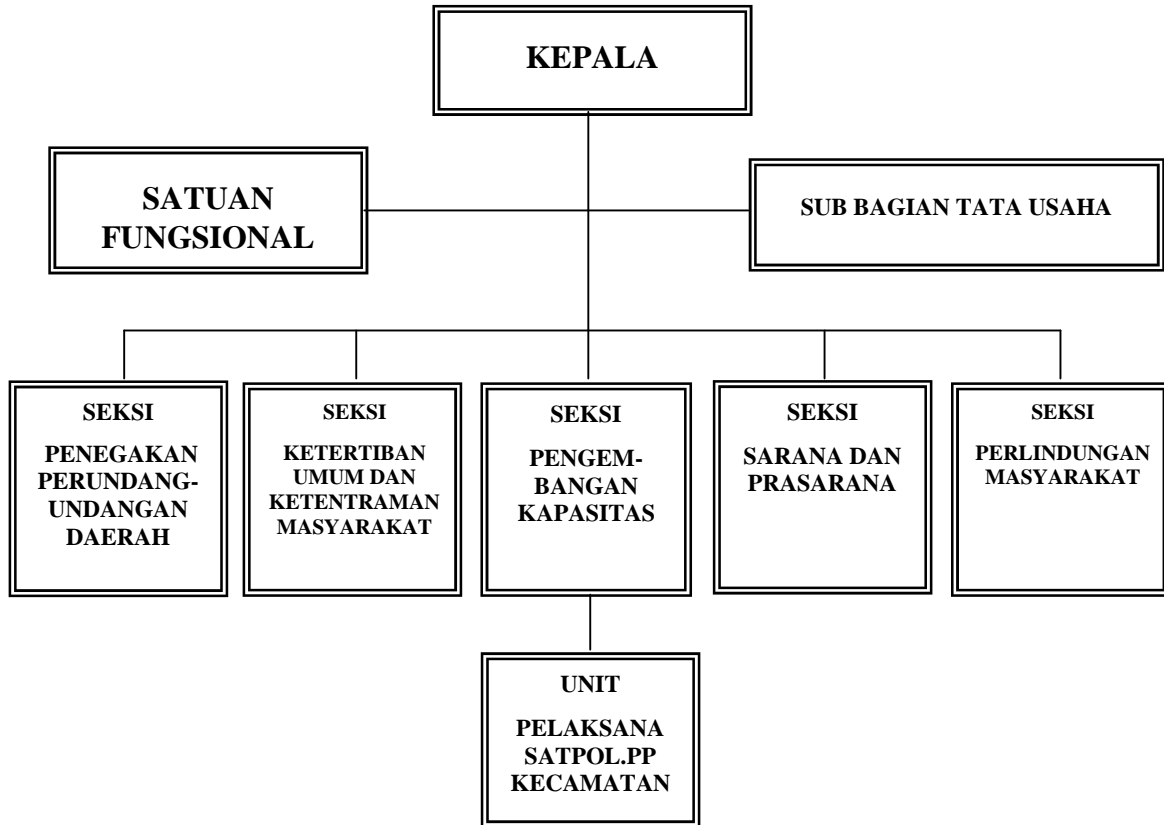 KEPALA
SATUAN
FUNGSIONAL
SUB BAGIAN TATA USAHA
SEKSI
PENEGAKAN
PERUNDANG-
UNDANGAN
DAERAH
SEKSI
KETERTIBAN
UMUM DAN
KETENTRAMAN
MASYARAKAT
SEKSI
PENGEM-
BANGAN
KAPASITAS
SEKSI
SARANA DAN
PRASARANA
SEKSI
PERLINDUNGAN
MASYARAKAT
UNIT
PELAKSANA
SATPOL.PP
KECAMATAN